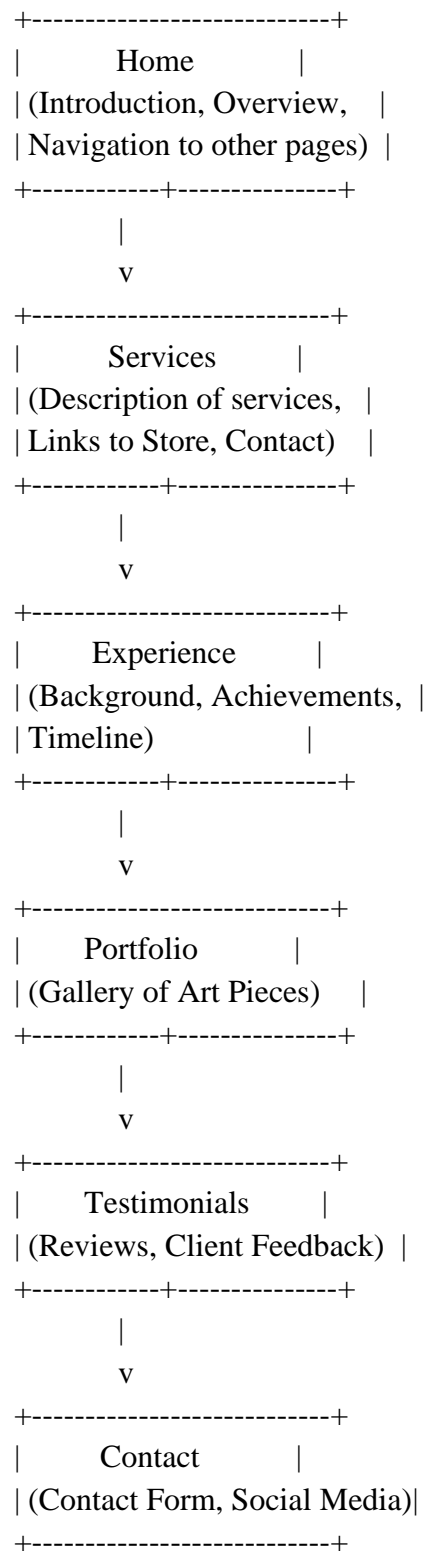 +----------------------------+
| Home |
| (Introduction, Overview, |
| Navigation to other pages) |
+------------+---------------+
|
v
+----------------------------+
| Services |
| (Description of services, |
| Links to Store, Contact) |
+------------+---------------+
|
v
+----------------------------+
| Experience |
| (Background, Achievements, |
| Timeline) |
+------------+---------------+
|
v
+----------------------------+
| Portfolio |
| (Gallery of Art Pieces) |
+------------+---------------+
|
v
+----------------------------+
| Testimonials |
| (Reviews, Client Feedback) |
+------------+---------------+
|
v
+----------------------------+
| Contact |
| (Contact Form, Social Media)|
+----------------------------+